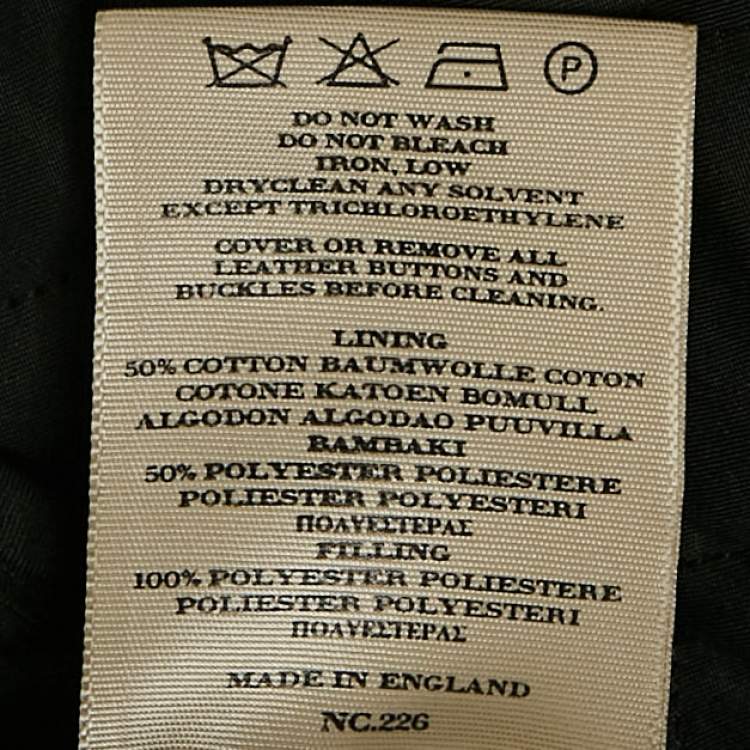 P
DO NOT WASH
DO NOT BLEACH
IRON, LOW
DRYCLEAN ANY SOLVENT
EXCEPT TRICHLOROETHYLENE
COVER OR REMOVE ALL
LEATHER BUTTONS AND
BUCKLES BEFORE CLEANING.
LINING
50% COTTON BAUMWOLLE COTON
COTONE KATOEN BOMULL
ALGODON ALGODAO PUUVILLA
BAMBAKI
50% POLYESTER POLIESTERE
POLIESTER POLYESTERI
ΠΟΛΥΕΣΤΕΡΑΣ
FILLING
100% POLYESTER POLIESTERE
POLIESTER POLYESTERI
ΠΟΛΥΕΣΤΕΡΑΣ
MADE IN ENGLAND
NC.226